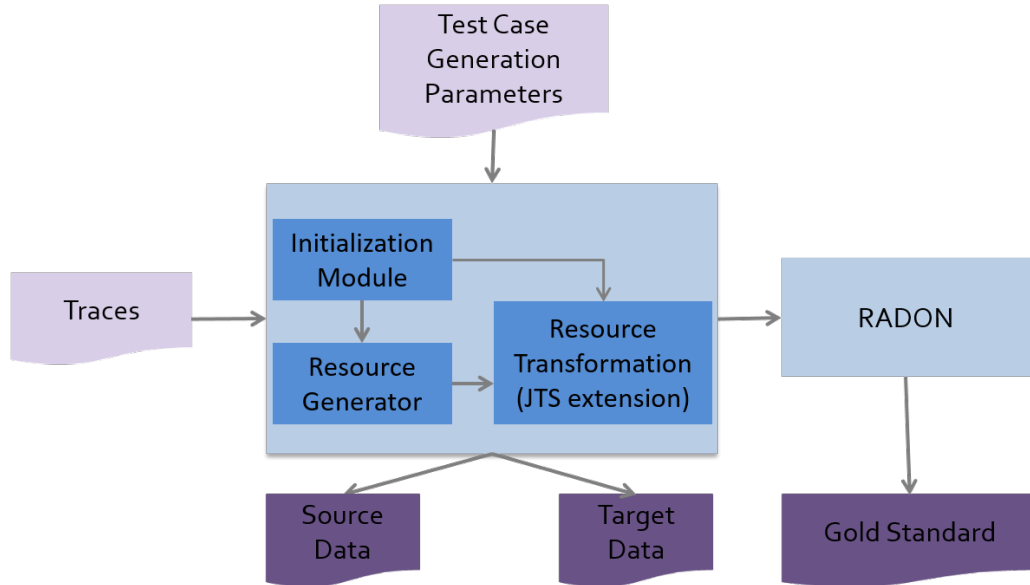 Test Case
Generation
Parameters
Initialization
Module
Traces
Resource
Transformation
(JTS extension)
RADON
Resource
Generator
Source
Data
Target
Data
Gold Standard